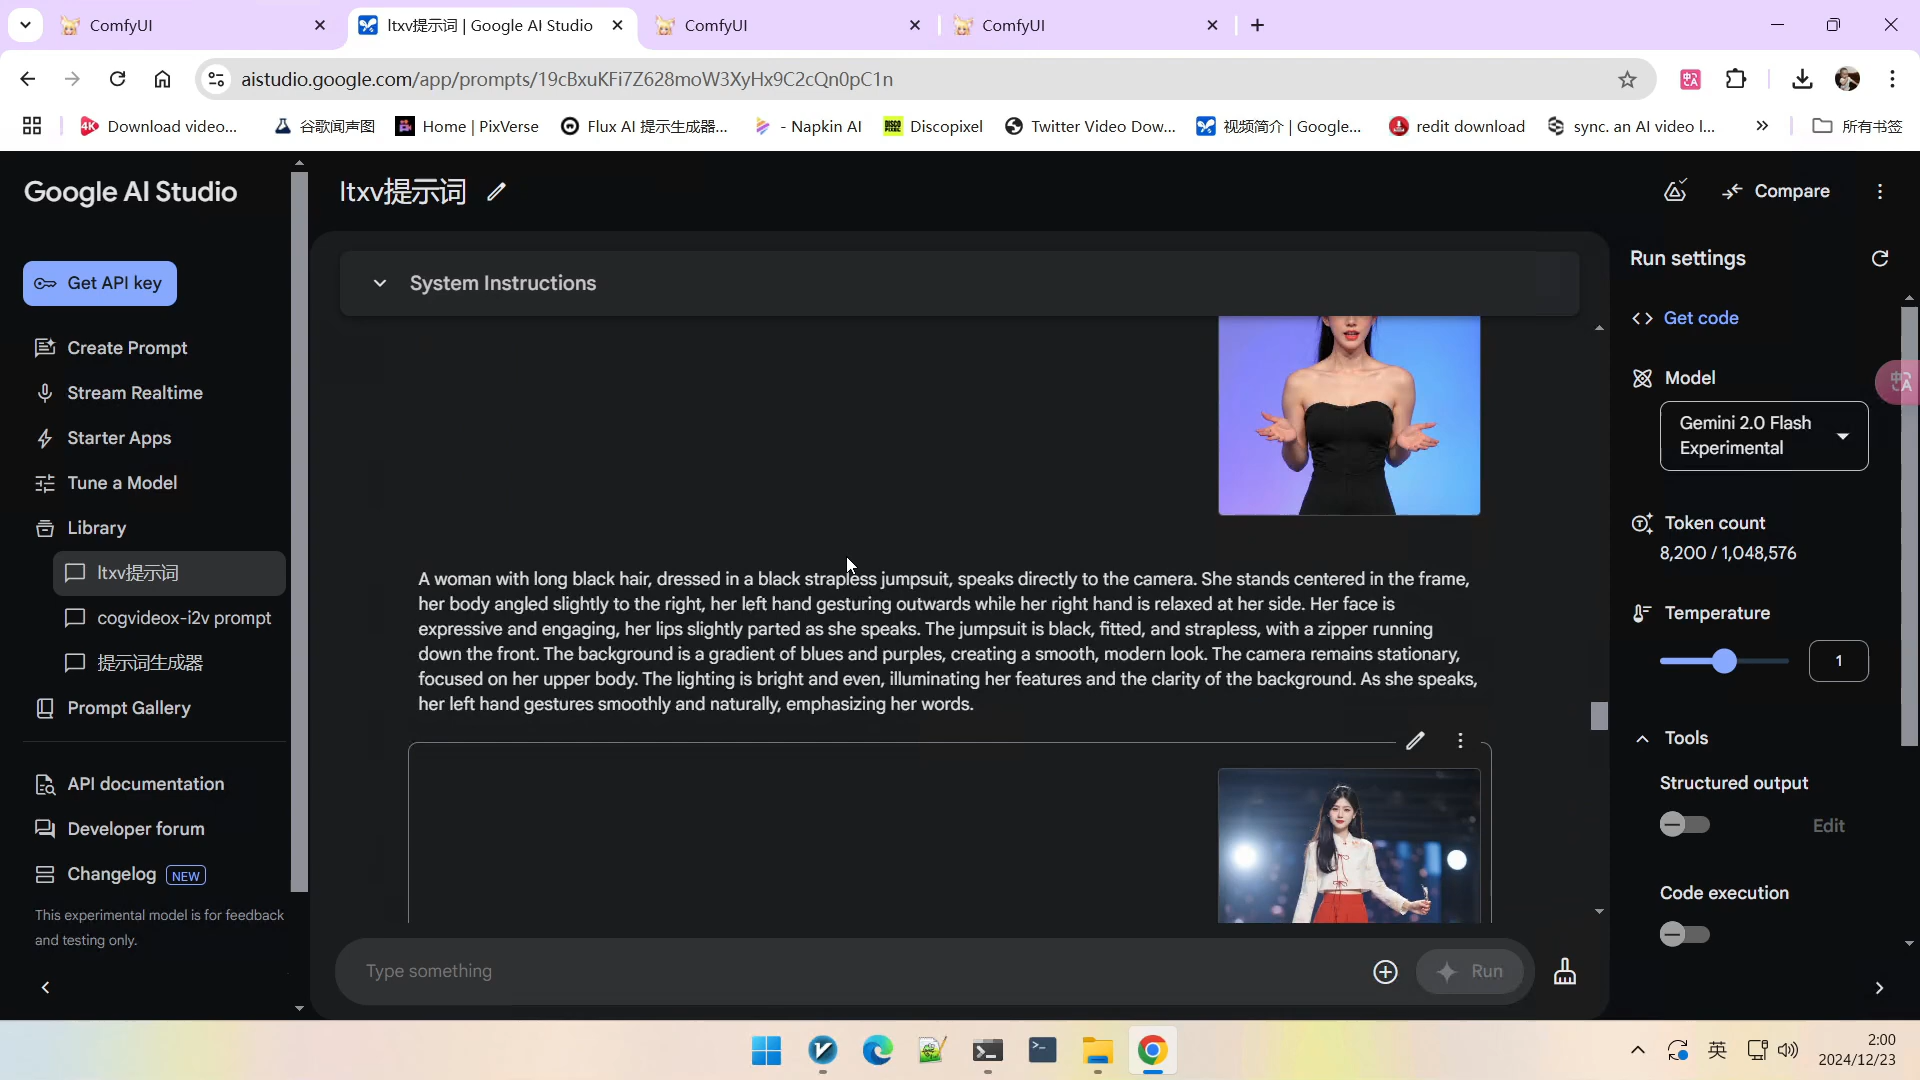 ComfyUI
ltxv提示词 | Google AI Studio
ComfyUI
ComfyUI
aistudio.google.com/app/prompts/19cBxuKFi7Z628moW3XyHx9C2cQn0pC1n
4K Download video...
谷歌闻声图
Home | PixVerse
Flux AI 提示生成器...
- Napkin AI
Discopixel
Twitter Video Dow...
视频简介 | Google...
redit download
sync. an AI video l...
所有书签
Google AI Studio
ltxv提示词
Compare
Get API key
Create Prompt
Stream Realtime
Starter Apps
Tune a Model
Library
ltxv提示词
cogvideox-i2v prompt
提示词生成器
Prompt Gallery
API documentation
Developer forum
Changelog NEW
This experimental model is for feedback
and testing only.
System Instructions
A woman with long black hair, dressed in a black strapless jumpsuit, speaks directly to the camera. She stands centered in the frame,
her body angled slightly to the right, her left hand gesturing outwards while her right hand is relaxed at her side. Her face is
expressive and engaging, her lips slightly parted as she speaks. The jumpsuit is black, fitted, and strapless, with a zipper running
down the front. The background is a gradient of blues and purples, creating a smooth, modern look. The camera remains stationary,
focused on her upper body. The lighting is bright and even, illuminating her features and the clarity of the background. As she speaks,
her left hand gestures smoothly and naturally, emphasizing her words.
Type something
Run
Run settings
Get code
Model
Gemini 2.0 Flash
Experimental
Token count
8,200 / 1,048,576
Temperature
1
Tools
Structured output
Edit
Code execution
英
2:00
2024/12/23